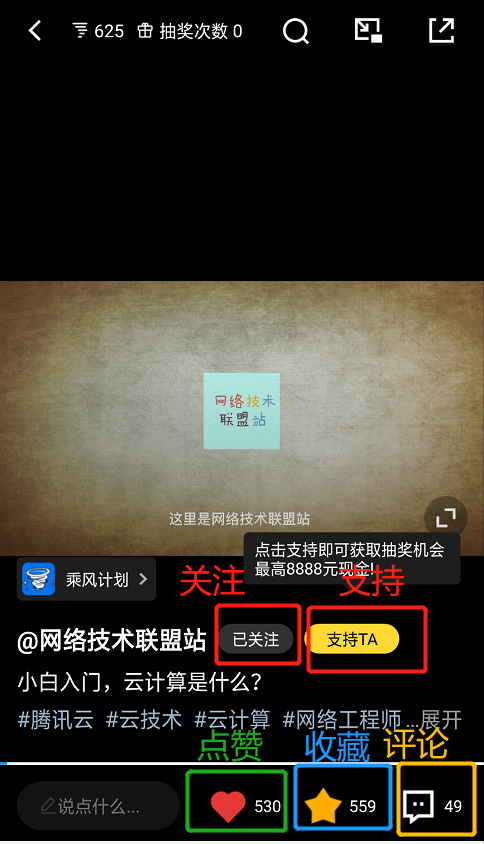 625 抽奖次数 0
网络技术
联盟站
这里是网络技术联盟站
点击支持即可获取抽奖机会
最高8888元现金!
乘风计划
关注
支持
@网络技术联盟站
已关注
支持TA
小白入门，云计算是什么？
#腾讯云 #云技术 #云计算 #网络工程师 ...展开
点赞
收藏
评论
说点什么...
530
559
49